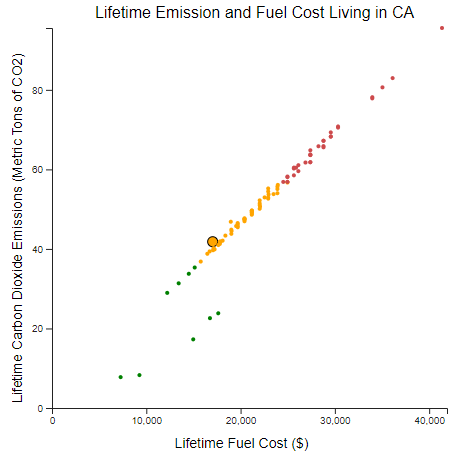 Lifetime Emission and Fuel Cost Living in CA
Lifetime Carbon Dioxide Emissions (Metric Tons of CO2)
80
60
40
20
0
0 10,000 20,000 30,000 40,000
Lifetime Fuel Cost ($)